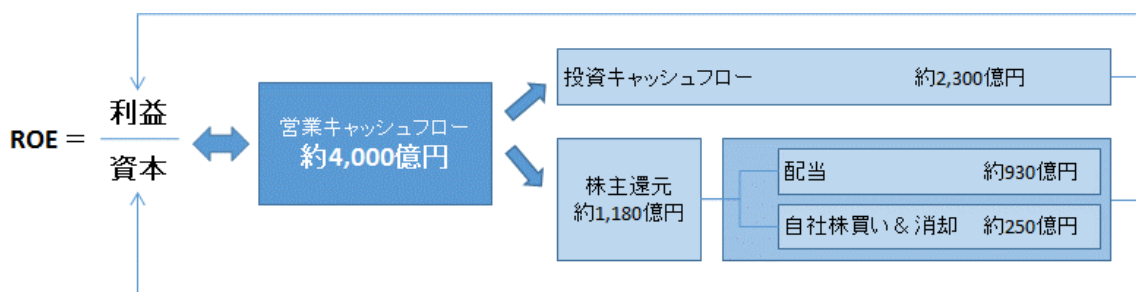 ROE =
利益
資本
営業キャッシュフロー
約4,000億円
投資キャッシュフロー 約2,300億円
株主還元
約1,180億円
配当 約930億円
自社株買い＆消却 約250億円